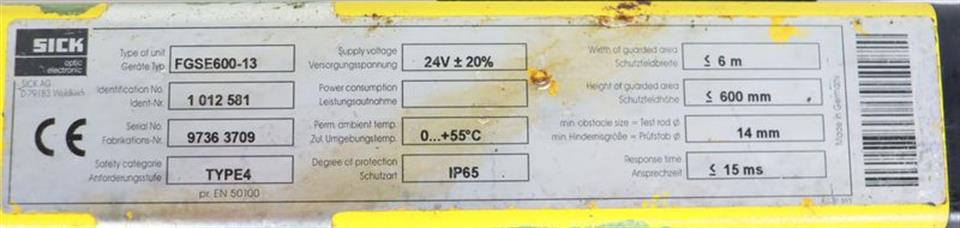 SICK
optic
electronic
SICK AG
D-79183 Waldkirch
CE
Type of unit
Geräte Typ
FGSE600-13
Identification No.
Ident-Nr.
1 012 581
Serial No.
Fabrikations-Nr.
9736 3709
Safety categorie
Anforderungsstufe
TYPE4
pr. EN 50100
Supply voltage
Versorgungsspannung
24V ± 20%
Power consumption
Leistungsaufnahme
Perm. ambient temp.
Zul Umgebungstemp.
0...+55°C
Degree of protection
Schutzart
IP65
Width of guarded area
Schutzfeldbreite
≤ 6 m
Height of guarded area
Schutzfeldhöhe
≤ 600 mm
min obstacle size = Test rod ø
min. Hindernisgröße = Prüfstab ø
14 mm
Response time
Ansprechzeit
≤ 15 ms
Made in Germany